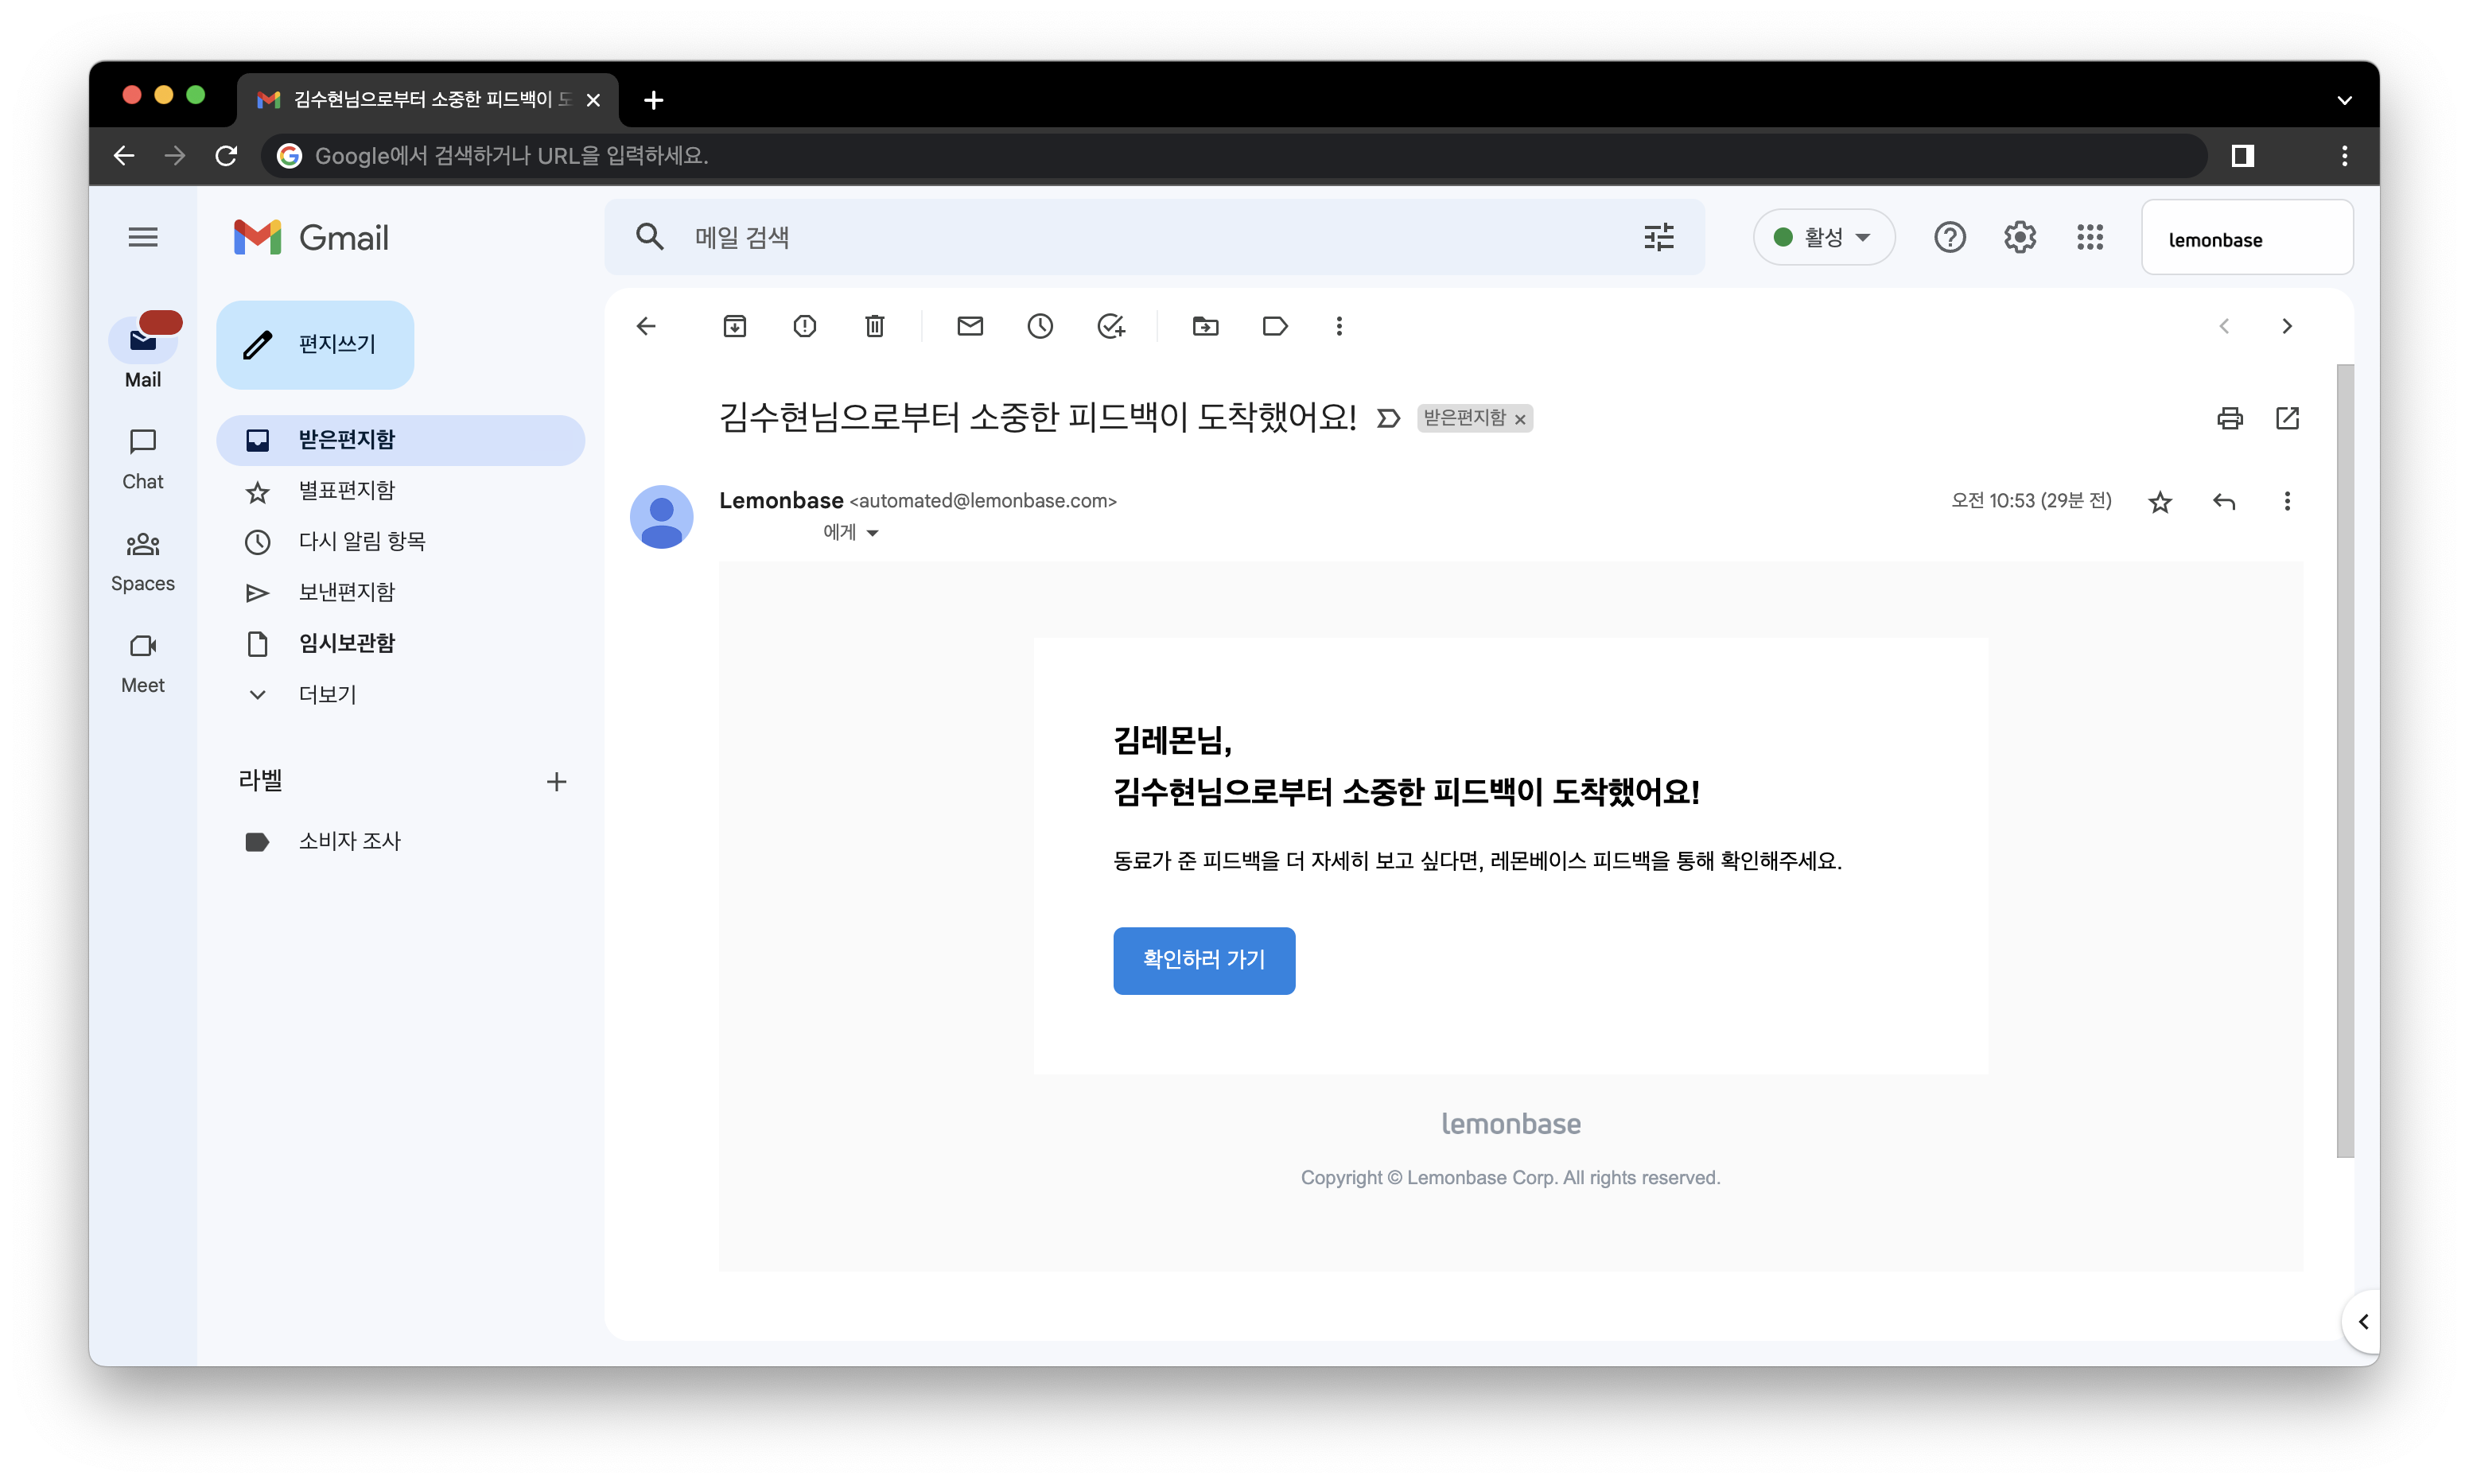 김수현님으로부터 소중한 피드백이
Google에서 검색하거나 URL을 입력하세요.
Gmail
메일 검색
활성
lemonbase
Mail
Chat
Spaces
Meet
편지쓰기
받은편지함
별표편지함
다시 알림 항목
보낸편지함
임시보관함
더보기
라벨
소비자 조사
김수현님으로부터 소중한 피드백이 도착했어요! 받은편지함
Lemonbase <automated@lemonbase.com> 오전 10:53 (29분 전)
에게
김레몬님,
김수현님으로부터 소중한 피드백이 도착했어요!
동료가 준 피드백을 더 자세히 보고 싶다면, 레몬베이스 피드백을 통해 확인해주세요.
확인하러 가기
lemonbase
Copyright © Lemonbase Corp. All rights reserved.